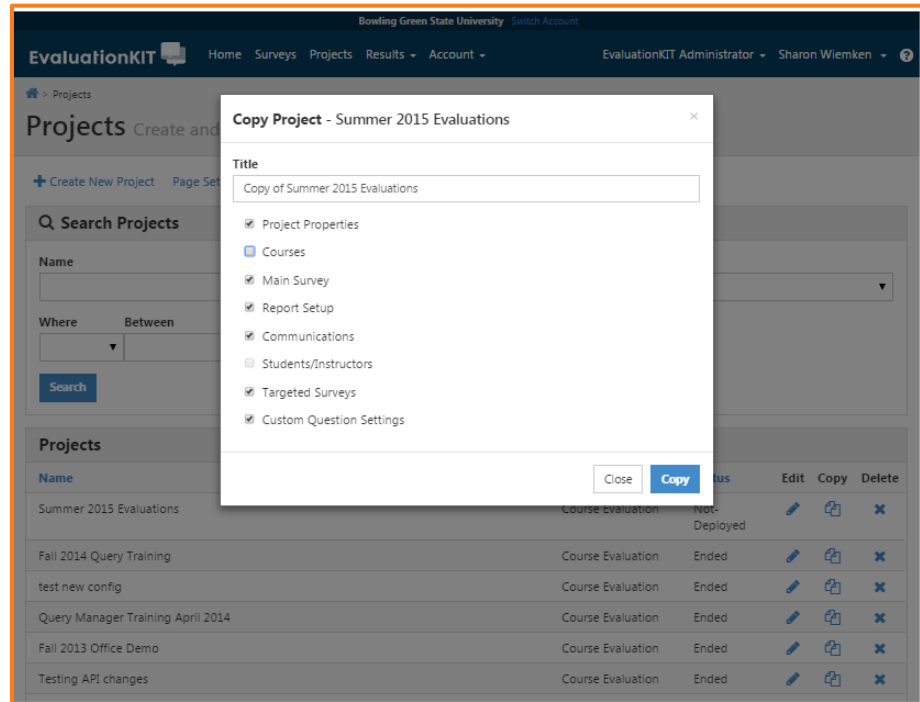 Bowling Green State University Switch Account
EvaluationKIT Home Surveys Projects Results Account EvaluationKIT Administrator Sharon Wiemken ?
> Projects
Projects Create and
Create New Project Page Set
Copy Project - Summer 2015 Evaluations ×
Title
Copy of Summer 2015 Evaluations
Project Properties
Courses
Main Survey
Report Setup
Communications
Students/Instructors
Targeted Surveys
Custom Question Settings
Close Copy
Search Projects
Name
Where Between
Search
Projects
Name tus Edit Copy Delete
Summer 2015 Evaluations Course Evaluation Not-
Deployed
Fall 2014 Query Training Course Evaluation Ended
test new config Course Evaluation Ended
Query Manager Training April 2014 Course Evaluation Ended
Fall 2013 Office Demo Course Evaluation Ended
Testing API changes Course Evaluation Ended